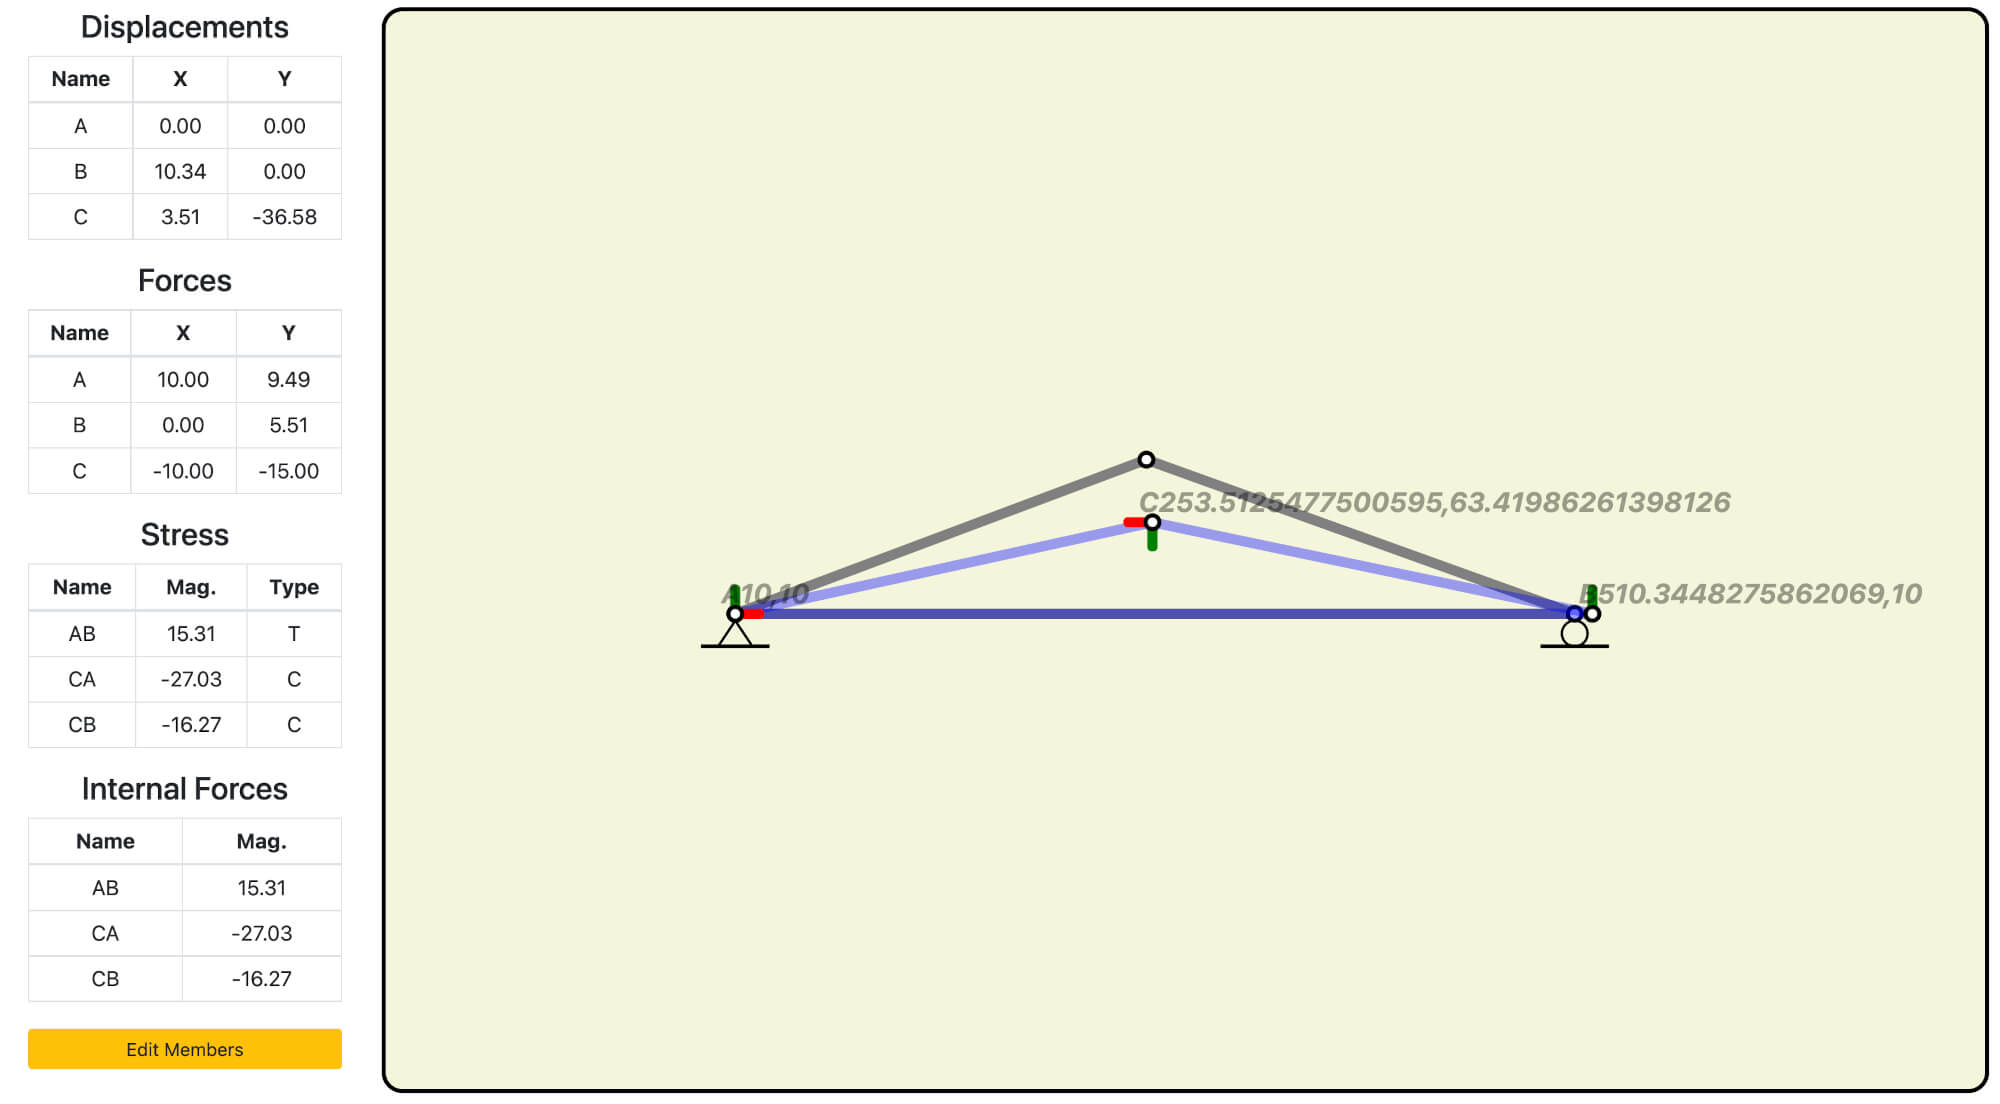 Displacements
Name X Y
A 0.00 0.00
B 10.34 0.00
C 3.51 -36.58
Forces
Name X Y
A 10.00 9.49
B 0.00 5.51
C -10.00 -15.00
Stress
Name Mag. Type
AB 15.31 T
CA -27.03 C
CB -16.27 C
Internal Forces
Name Mag.
AB 15.31
CA -27.03
CB -16.27
Edit Members
C253.5125477500595,63.41986261398126
A10,10
B510.3448275862069,10